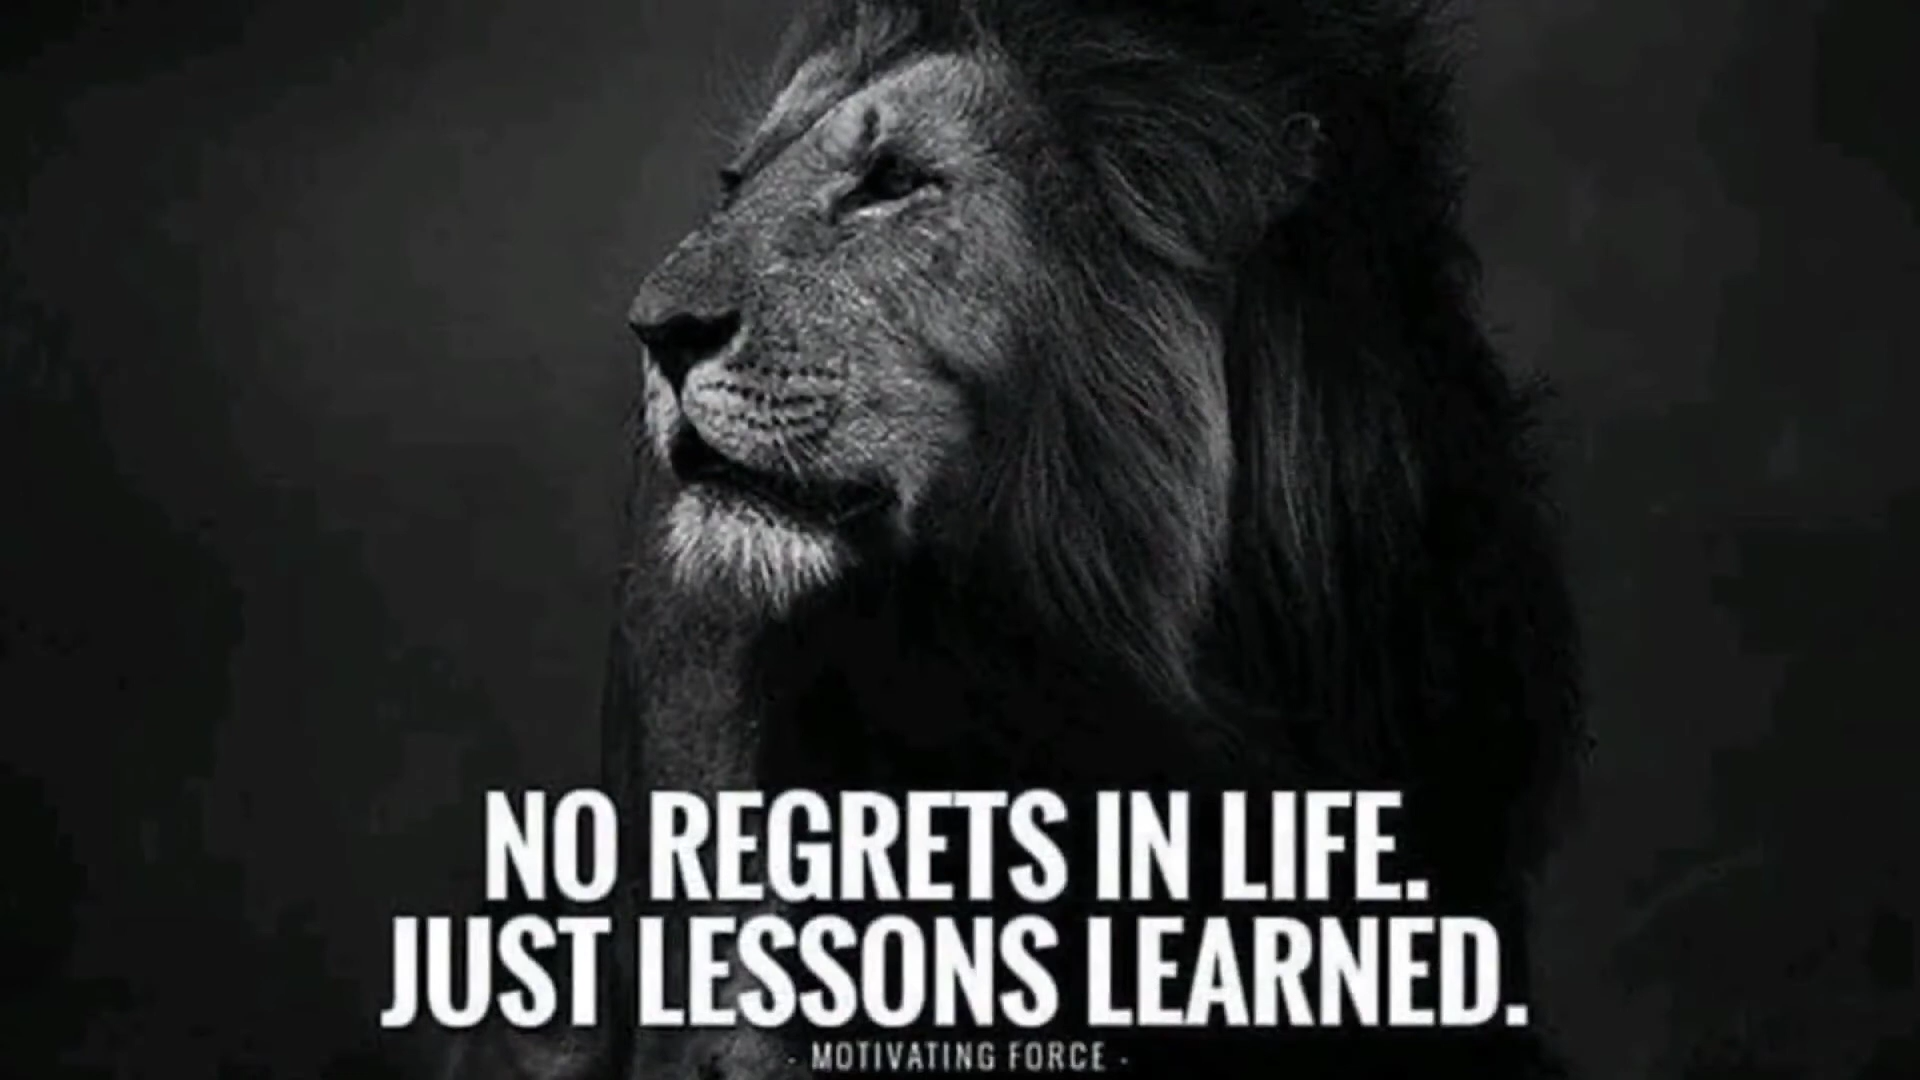 NO REGRETS IN LIFE.
JUST LESSONS LEARNED.
- MOTIVATING FORCE -